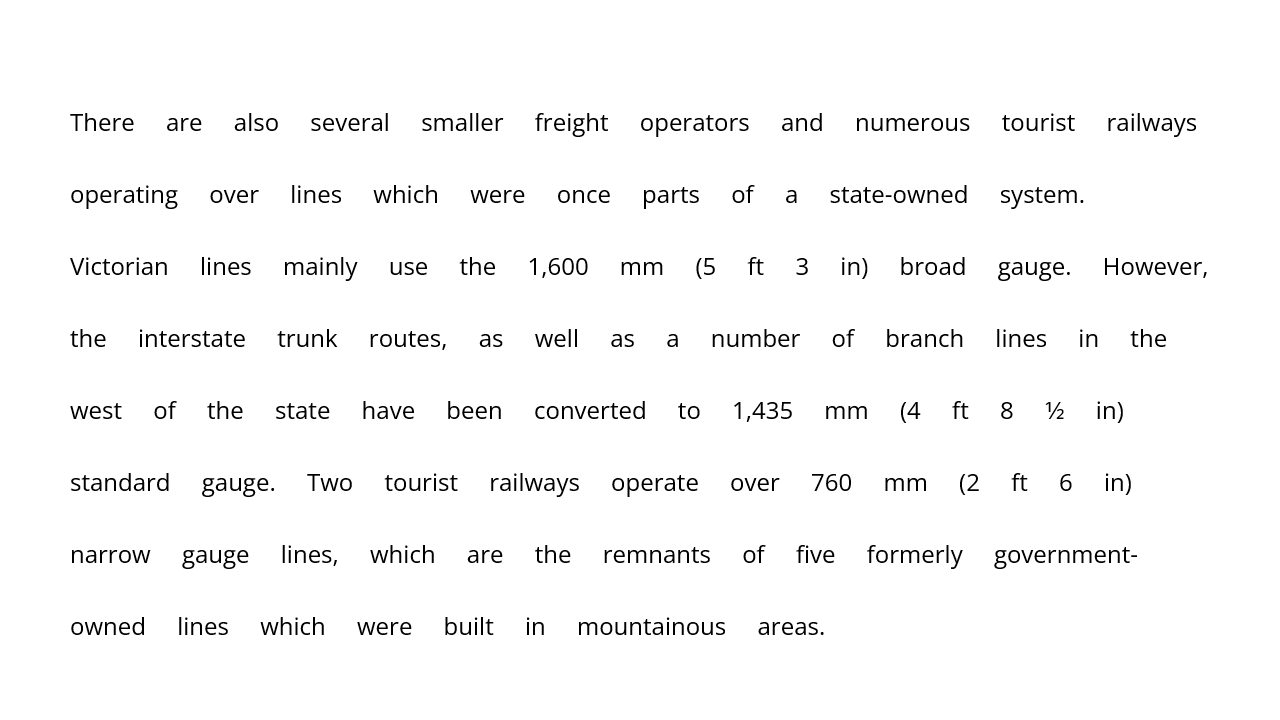 There are also several smaller freight operators and numerous tourist railways
operating over lines which were once parts of a state-owned system.
Victorian lines mainly use the 1,600 mm (5 ft 3 in) broad gauge. However,
the interstate trunk routes, as well as a number of branch lines in the
west of the state have been converted to 1,435 mm (4 ft 8 ½ in)
standard gauge. Two tourist railways operate over 760 mm (2 ft 6 in)
narrow gauge lines, which are the remnants of five formerly government-
owned lines which were built in mountainous areas.